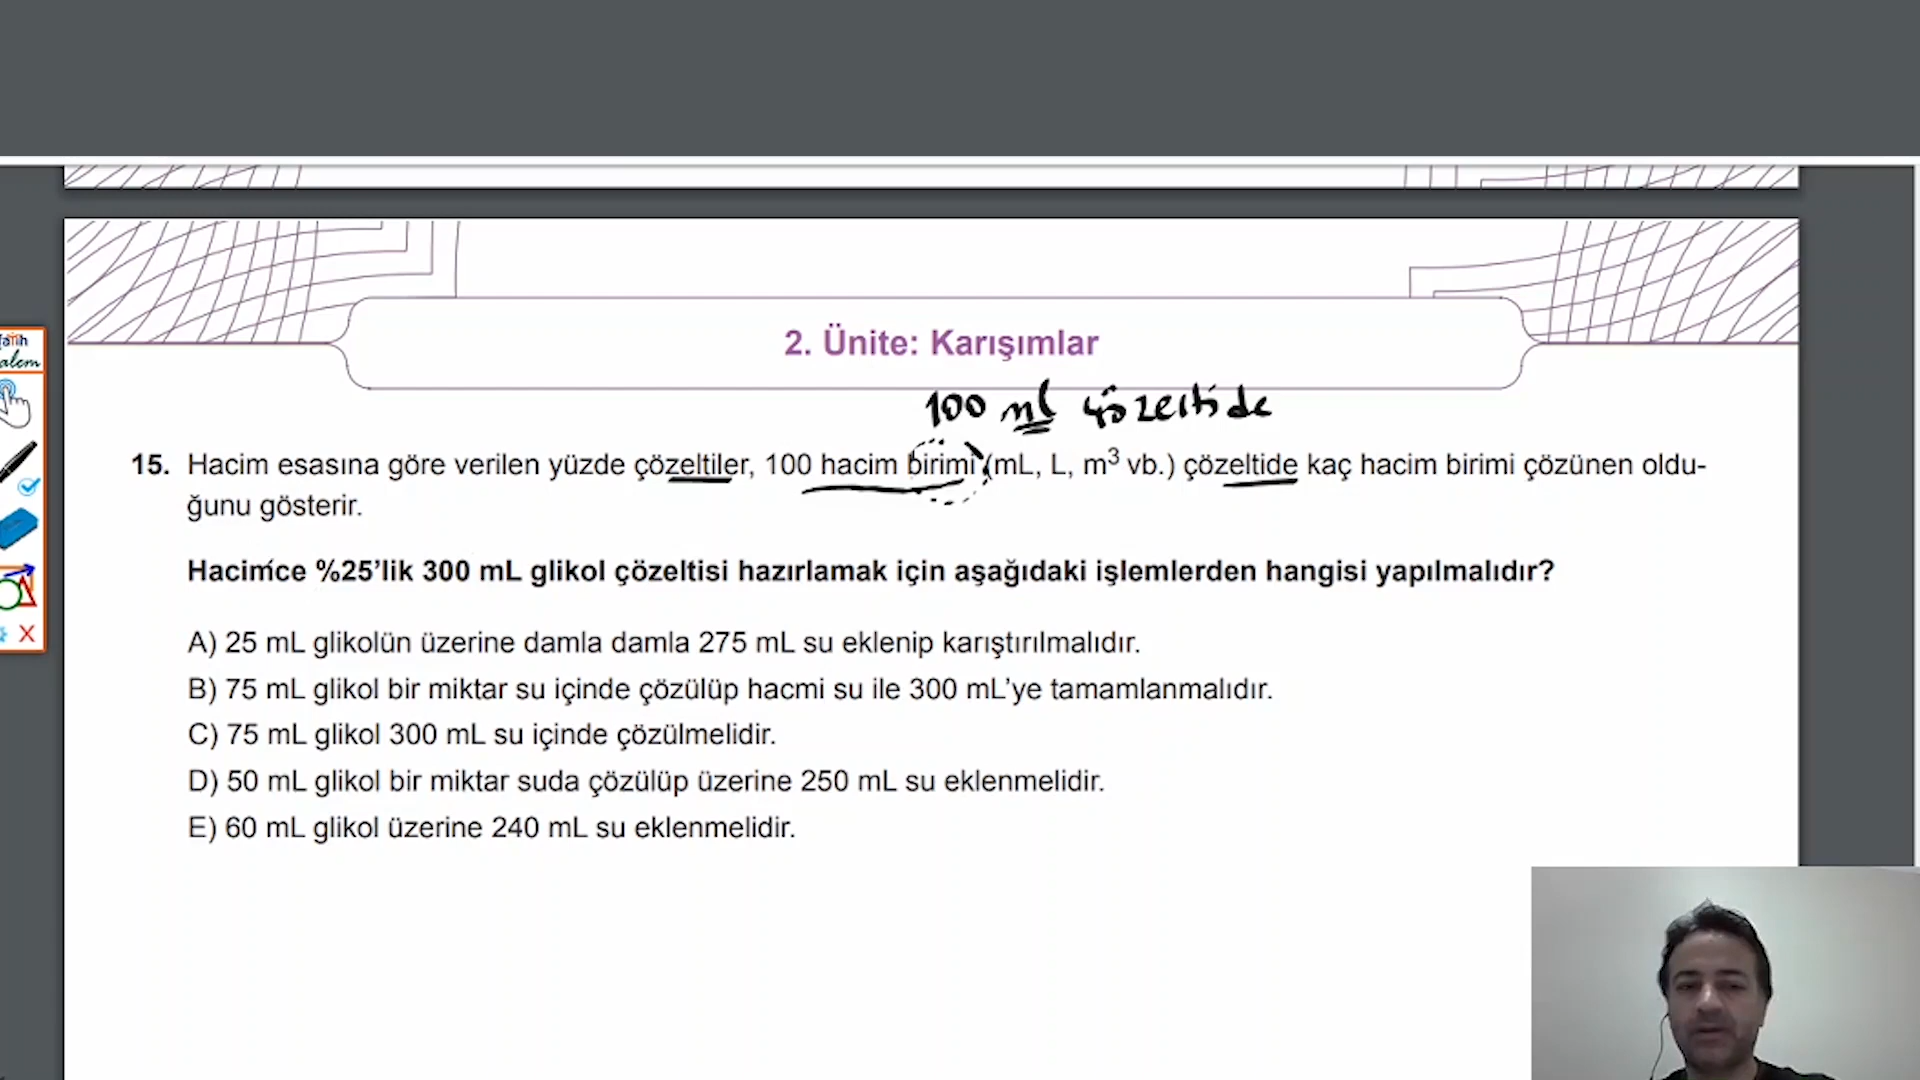 2. Ünite: Karışımlar
100 ml çözeltide
15. Hacim esasına göre verilen yüzde çözeltiler, 100 hacim birimi (mL, L, m³ vb.) çözeltide kaç hacim birimi çözünen oldu-
ğunu gösterir.
Hacimce %25’lik 300 mL glikol çözeltisi hazırlamak için aşağıdaki işlemlerden hangisi yapılmalıdır?
A) 25 mL glikolün üzerine damla damla 275 mL su eklenip karıştırılmalıdır.
B) 75 mL glikol bir miktar su içinde çözülüp hacmi su ile 300 mL’ye tamamlanmalıdır.
C) 75 mL glikol 300 mL su içinde çözülmelidir.
D) 50 mL glikol bir miktar suda çözülüp üzerine 250 mL su eklenmelidir.
E) 60 mL glikol üzerine 240 mL su eklenmelidir.
fatih
kalem